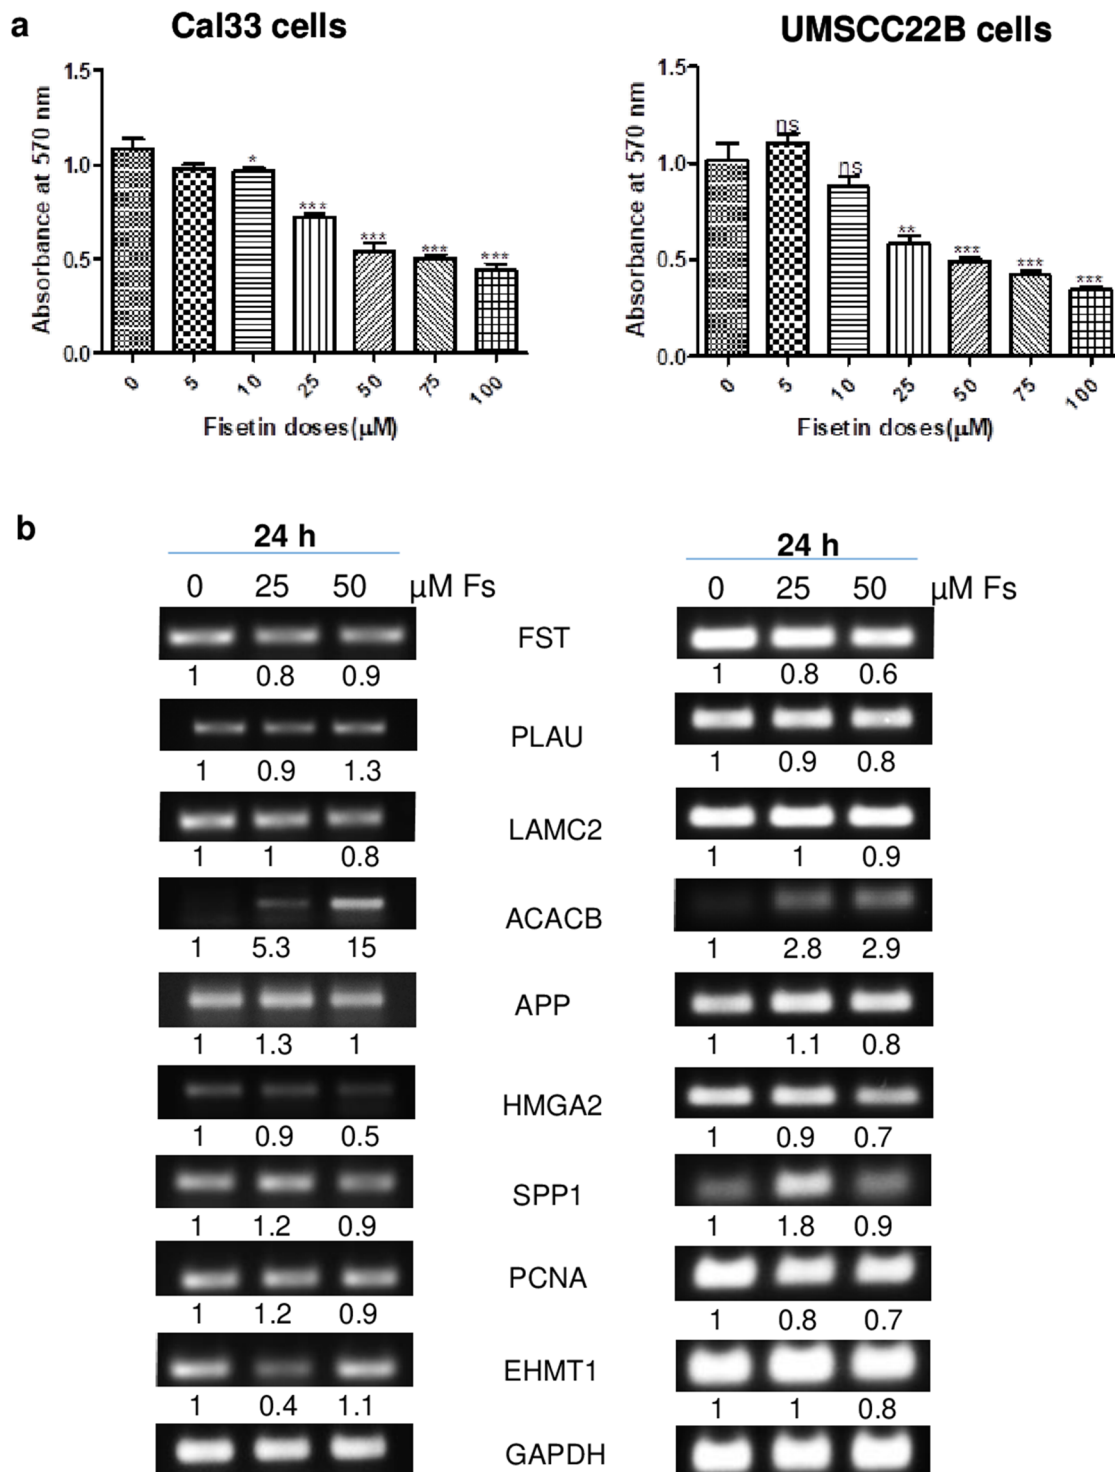 a
Cal33 cells
UMSCC22B cells
Absorbance at 570 nm
1.5
1.0
0.5
0.0
*
***
***
***
***
0
5
10
25
50
75
100
Fisetin doses(µM)
Absorbance at 570 nm
1.5
1.0
0.5
0.0
ns
ns
**
***
***
***
0
5
10
25
50
75
100
Fisetin doses(µM)
b
24 h
24 h
0 25 50 µM Fs
0 25 50 µM Fs
FST
1 0.8 0.9
1 0.8 0.6
PLAU
1 0.9 1.3
1 0.9 0.8
LAMC2
1 1 0.8
1 1 0.9
ACACB
1 5.3 15
1 2.8 2.9
APP
1 1.3 1
1 1.1 0.8
HMGA2
1 0.9 0.5
1 0.9 0.7
SPP1
1 1.2 0.9
1 1.8 0.9
PCNA
1 1.2 0.9
1 0.8 0.7
EHMT1
1 0.4 1.1
1 1 0.8
GAPDH